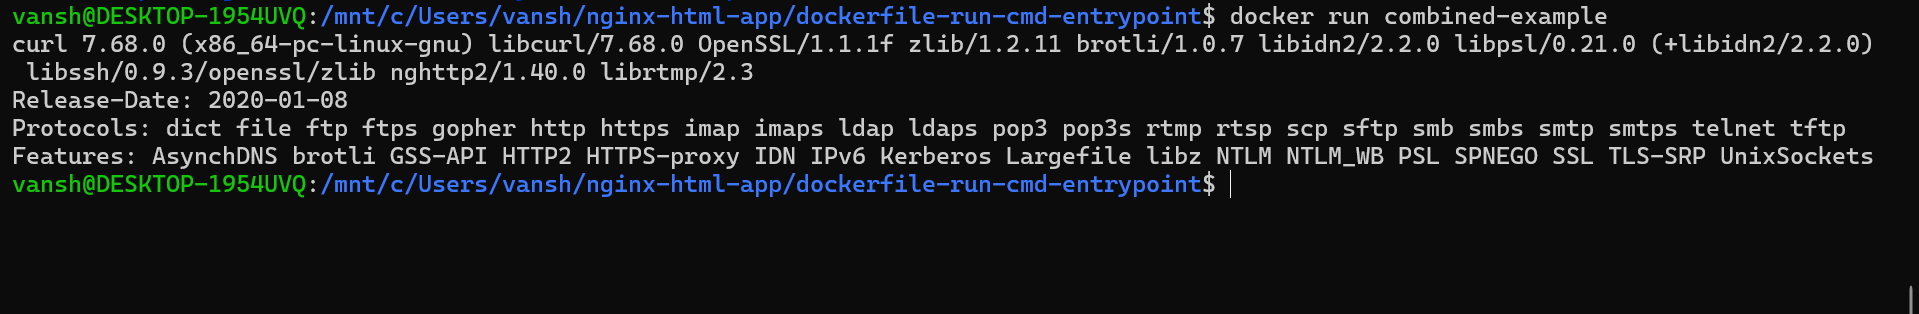 vansh@DESKTOP-1954UVQ:/mnt/c/Users/vansh/nginx-html-app/dockerfile-run-cmd-entrypoint$ docker run combined-example
curl 7.68.0 (x86_64-pc-linux-gnu) libcurl/7.68.0 OpenSSL/1.1.1f zlib/1.2.11 brotli/1.0.7 libidn2/2.2.0 libpsl/0.21.0 (+libidn2/2.2.0)
 libssh/0.9.3/openssl/zlib nghttp2/1.40.0 librtmp/2.3
Release-Date: 2020-01-08
Protocols: dict file ftp ftps gopher http https imap imaps ldap ldaps pop3 pop3s rtmp rtsp scp sftp smb smbs smtp smtps telnet tftp
Features: AsynchDNS brotli GSS-API HTTP2 HTTPS-proxy IDN IPv6 Kerberos Largefile libz NTLM NTLM_WB PSL SPNEGO SSL TLS-SRP UnixSockets
vansh@DESKTOP-1954UVQ:/mnt/c/Users/vansh/nginx-html-app/dockerfile-run-cmd-entrypoint$